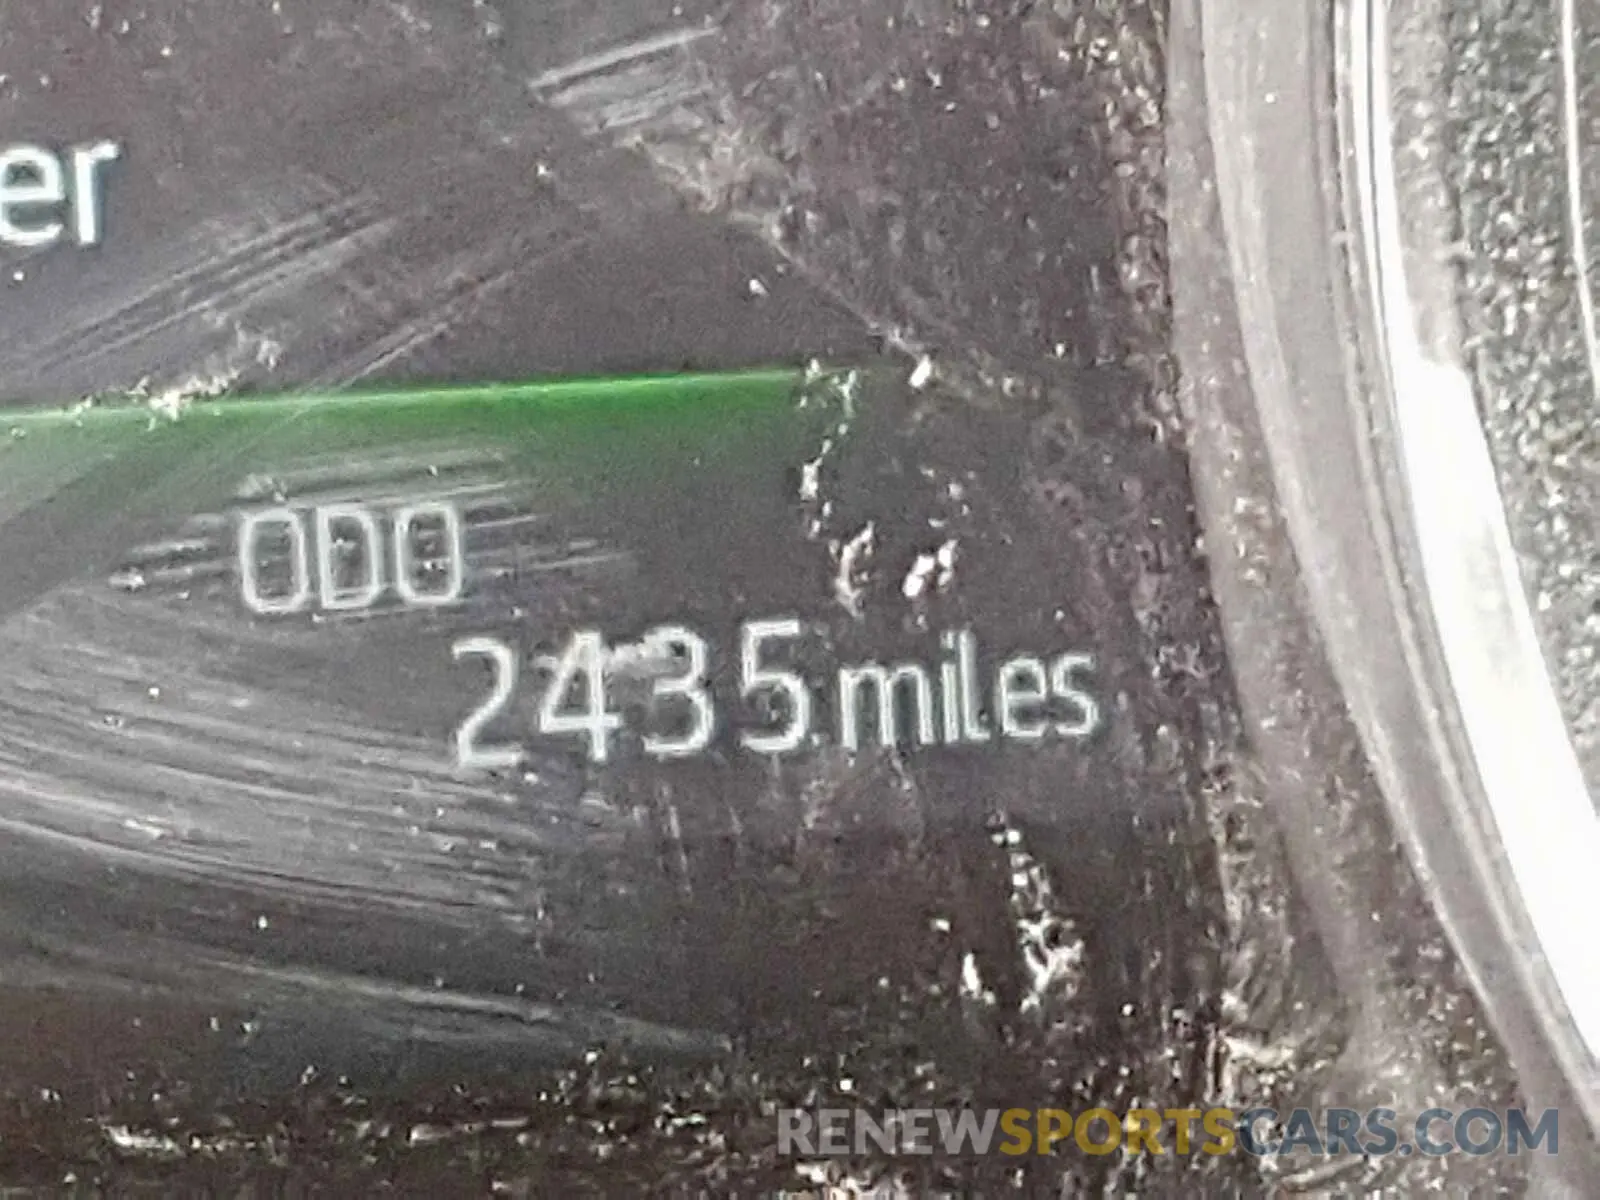 er
ODO
2435 miles
RENEWSPORTSCARS.COM